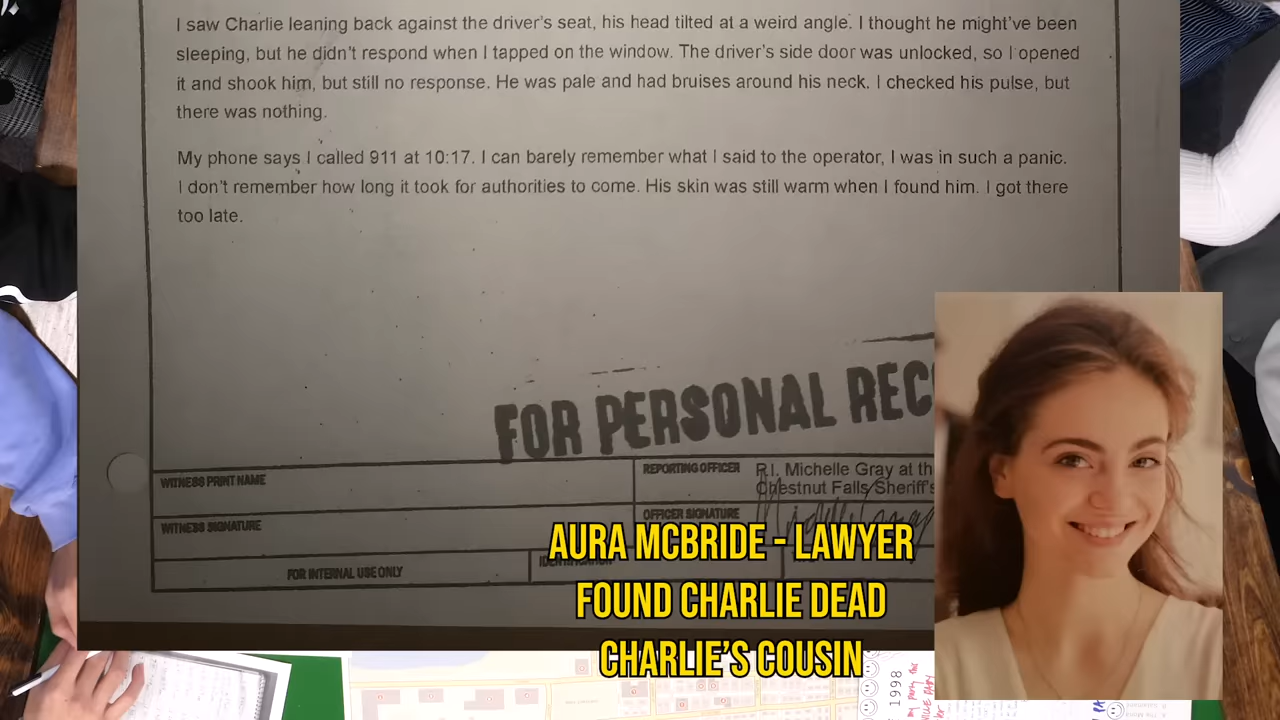 I saw Charlie leaning back against the driver's seat, his head tilted at a weird angle. I thought he might've been
sleeping, but he didn't respond when I tapped on the window. The driver's side door was unlocked, so I opened
it and shook him, but still no response. He was pale and had bruises around his neck. I checked his pulse, but
there was nothing.
My phone says I called 911 at 10:17. I can barely remember what I said to the operator, I was in such a panic.
I don't remember how long it took for authorities to come. His skin was still warm when I found him. I got there
too late.
FOR PERSONAL REC
WITNESS PRINT NAME
REPORTING OFFICER
P.I. Michelle Gray at th
Chestnut Falls Sheriff's
WITNESS SIGNATURE
OFFICER SIGNATURE
FOR INTERNAL USE ONLY
IDENTIFICATION
AURA MCBRIDE - LAWYER
FOUND CHARLIE DEAD
CHARLIE'S COUSIN
1998